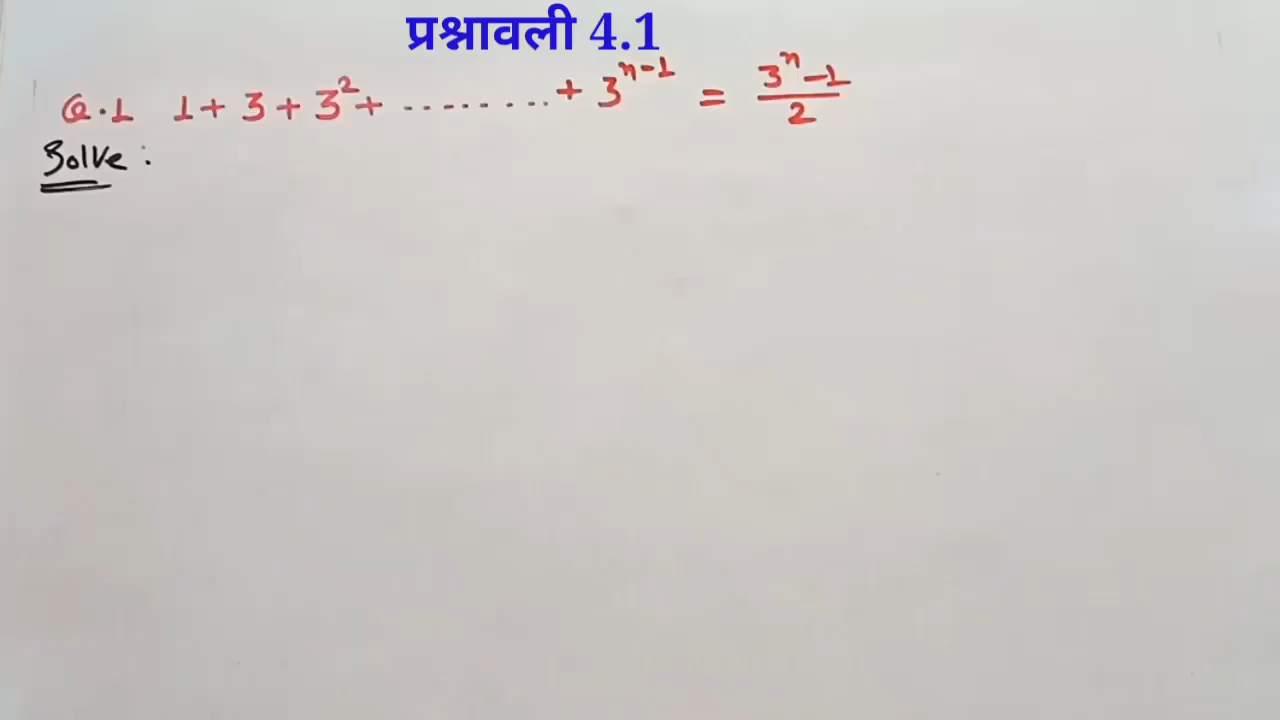 प्रश्नावली 4.1
Q.1 1 + 3 + 3² + ........ + 3ⁿ⁻¹ = (3ⁿ - 1)/2
Solve :